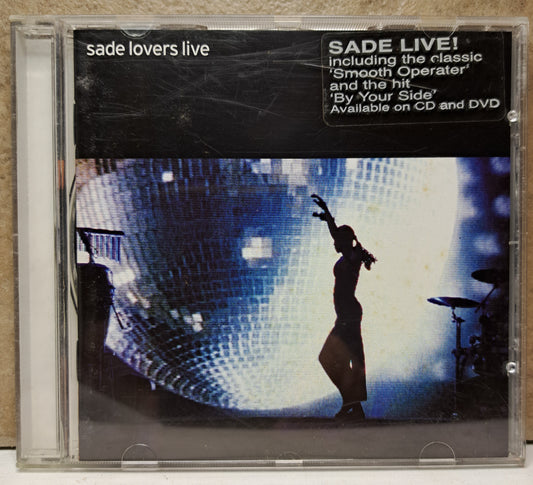 sade lovers live
SADE LIVE!
including the classic
'Smooth Operater'
and the hit
'By Your Side'
Available on CD and DVD